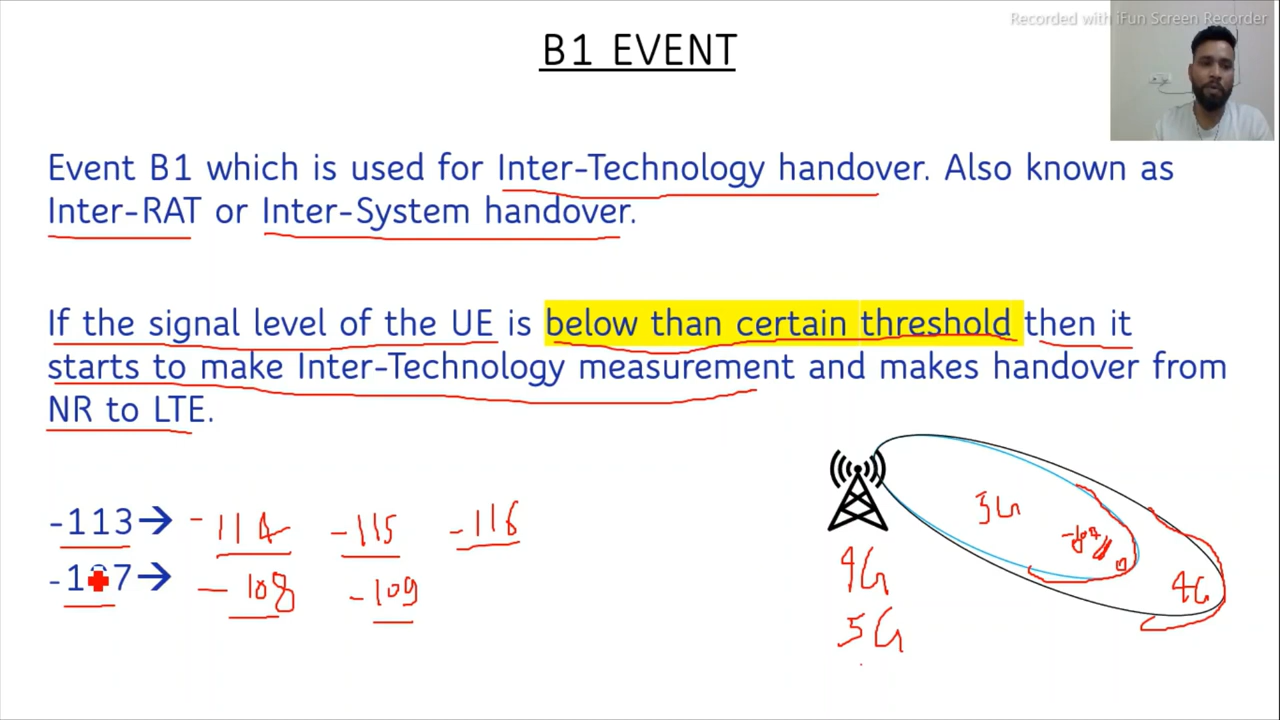 Recorded with iFun Screen Recorder
B1 EVENT
Event B1 which is used for Inter-Technology handover. Also known as
Inter-RAT or Inter-System handover.
If the signal level of the UE is below than certain threshold then it
starts to make Inter-Technology measurement and makes handover from
NR to LTE.
-113→ -114 -115 -116
-107→ -108 -109
5G
4G
4G
5G